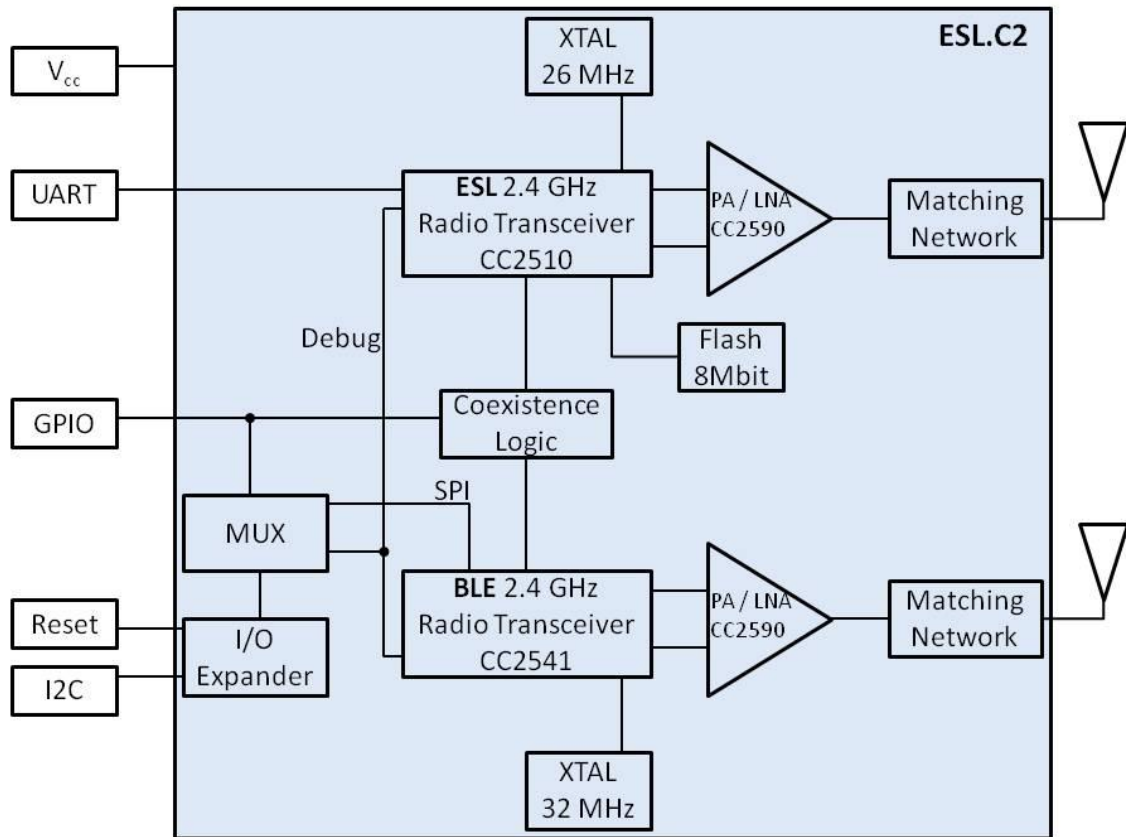 ESL.C2
XTAL
26 MHz
Vcc
UART
ESL 2.4 GHz
Radio Transceiver
CC2510
PA / LNA
CC2590
Matching
Network
Debug
Flash
8Mbit
GPIO
Coexistence
Logic
SPI
MUX
BLE 2.4 GHz
Radio Transceiver
CC2541
PA / LNA
CC2590
Matching
Network
Reset
I/O
Expander
I2C
XTAL
32 MHz